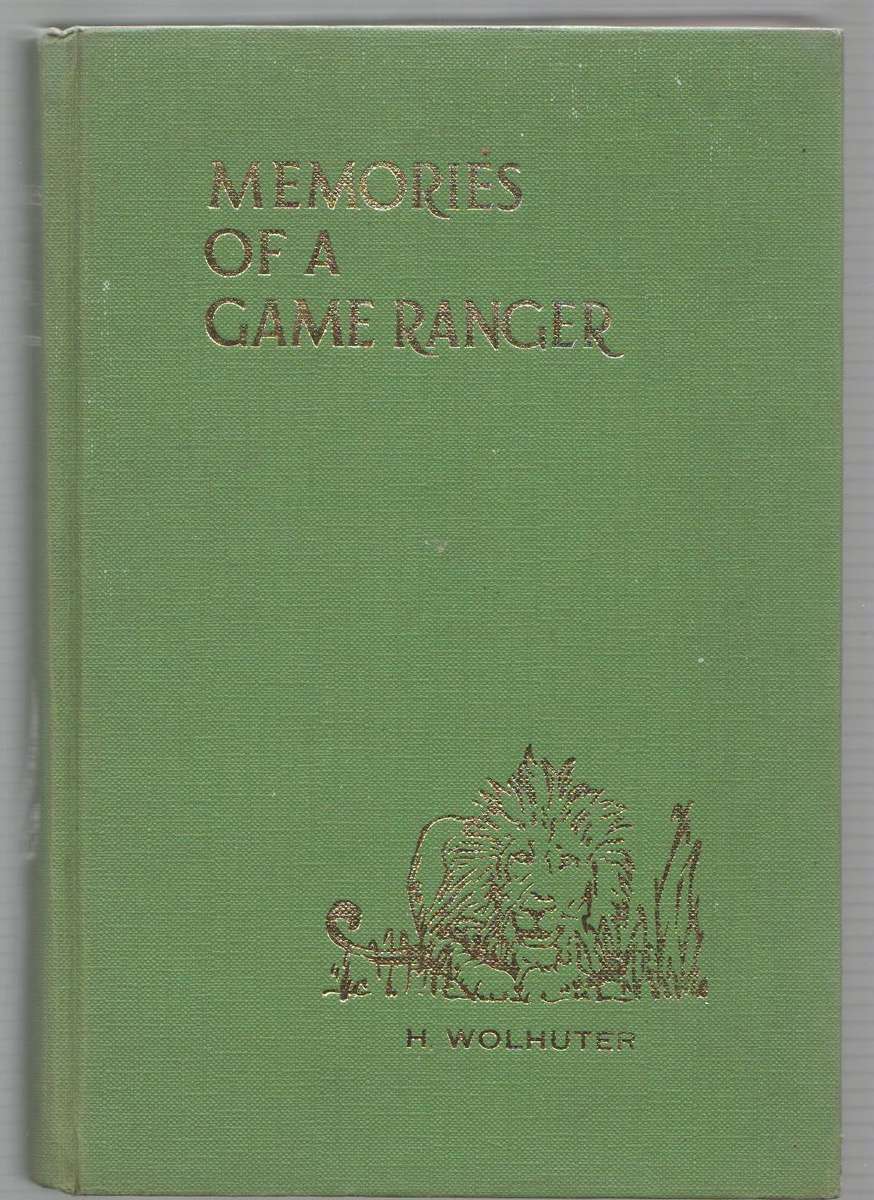 MEMORIES
OF A
GAME RANGER
H. WOLHUTER